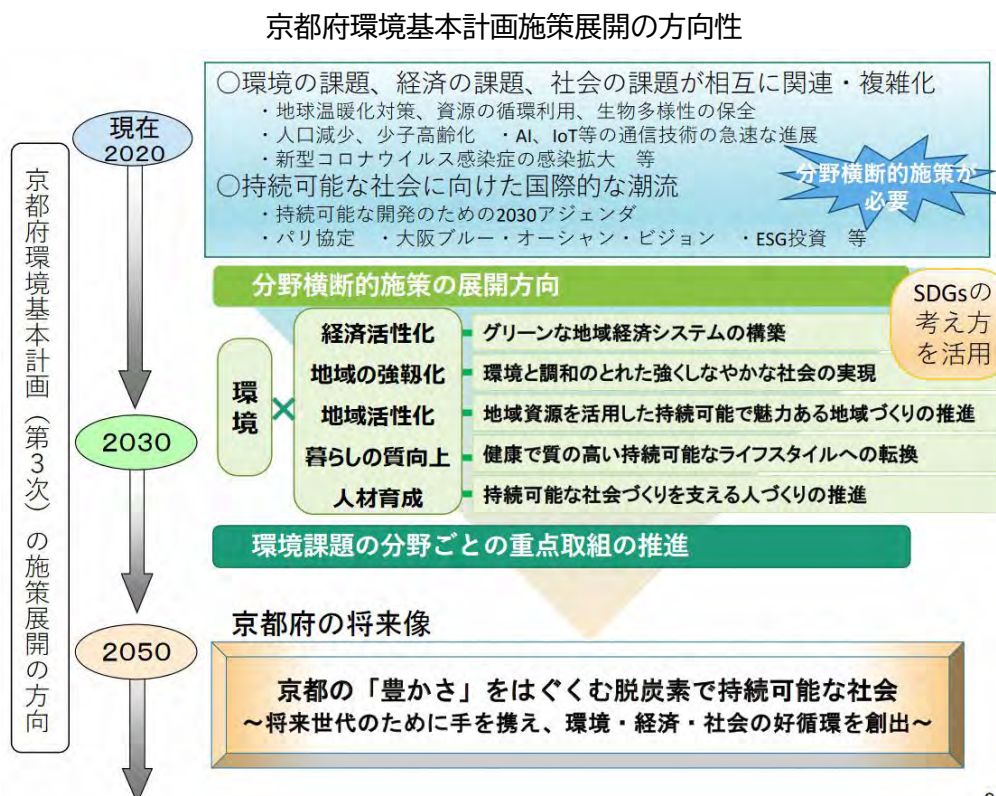 京都府環境基本計画施策展開の方向性
京都府環境基本計画（第３次）の施策展開の方向
現在
2020
2030
2050
○環境の課題、経済の課題、社会の課題が相互に関連・複雑化
・地球温暖化対策、資源の循環利用、生物多様性の保全
・人口減少、少子高齢化　・AI、IoT等の通信技術の急速な進展
・新型コロナウイルス感染症の感染拡大　等
○持続可能な社会に向けた国際的な潮流
・持続可能な開発のための2030アジェンダ
・パリ協定　・大阪ブルー・オーシャン・ビジョン　・ESG投資　等
分野横断的施策が
必要
分野横断的施策の展開方向
SDGsの
考え方
を活用
環境
×
経済活性化　グリーンな地域経済システムの構築
地域の強靱化　環境と調和のとれた強くしなやかな社会の実現
地域活性化　地域資源を活用した持続可能で魅力ある地域づくりの推進
暮らしの質向上　健康で質の高い持続可能なライフスタイルへの転換
人材育成　持続可能な社会づくりを支える人づくりの推進
環境課題の分野ごとの重点取組の推進
京都府の将来像
京都の「豊かさ」をはぐくむ脱炭素で持続可能な社会
～将来世代のために手を携え、環境・経済・社会の好循環を創出～